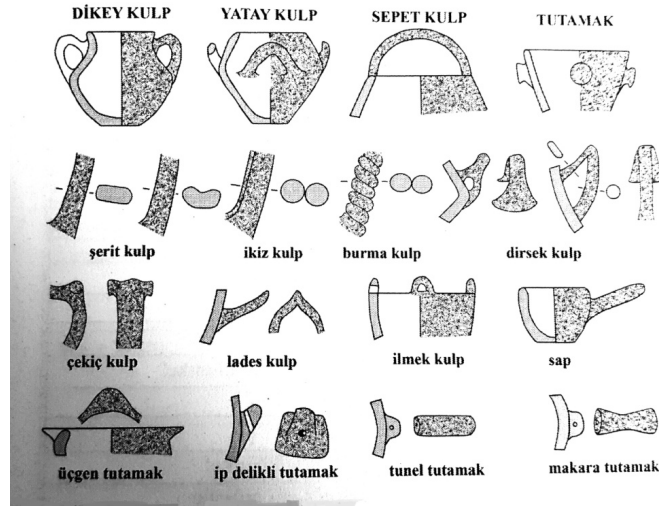 DİKEY KULP
YATAY KULP
SEPET KULP
TUTAMAK
şerit kulp
ikiz kulp
burma kulp
dirsek kulp
çekiç kulp
lades kulp
ilmek kulp
sap
üçgen tutamak
ip delikli tutamak
tunel tutamak
makara tutamak